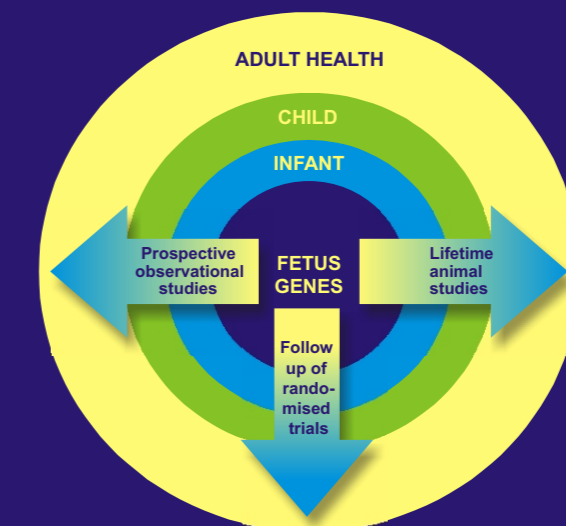 ADULT HEALTH
CHILD
INFANT
Prospective
observational
studies
FETUS
GENES
Lifetime
animal
studies
Follow
up of
rando-
mised
trials